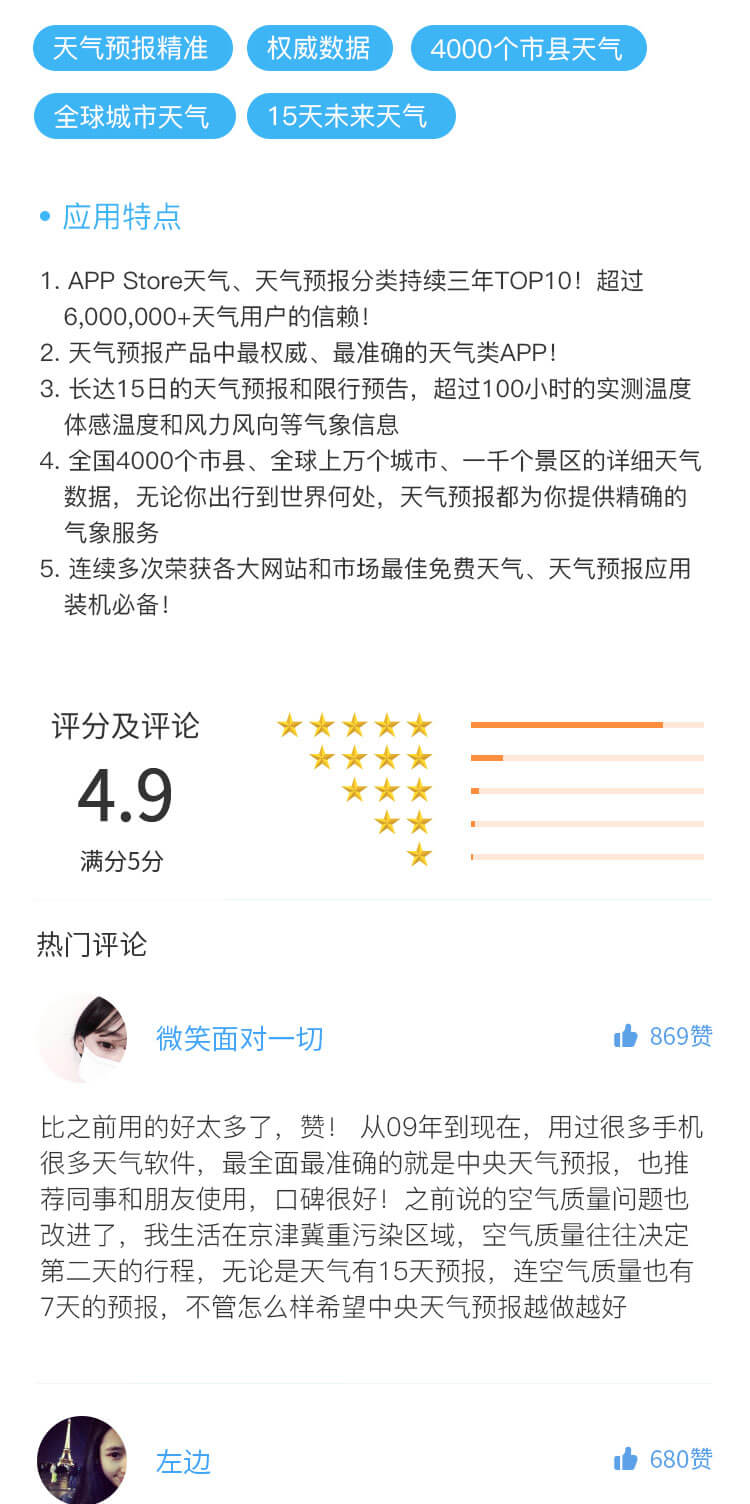 天气预报精准 权威数据 4000个市县天气
全球城市天气 15天未来天气
• 应用特点
1. APP Store天气、天气预报分类持续三年TOP10！超过
6,000,000+天气用户的信赖！
2. 天气预报产品中最权威、最准确的天气类APP！
3. 长达15日的天气预报和限行预告，超过100小时的实测温度
体感温度和风力风向等气象信息
4. 全国4000个市县、全球上万个城市、一千个景区的详细天气
数据，无论你出行到世界何处，天气预报都为你提供精确的
气象服务
5. 连续多次荣获各大网站和市场最佳免费天气、天气预报应用
装机必备！
评分及评论
4.9
满分5分
热门评论
微笑面对一切 869赞
比之前用的好太多了，赞！ 从09年到现在，用过很多手机
很多天气软件，最全面最准确的就是中央天气预报，也推
荐同事和朋友使用，口碑很好！之前说的空气质量问题也
改进了，我生活在京津冀重污染区域，空气质量往往决定
第二天的行程，无论是天气有15天预报，连空气质量也有
7天的预报，不管怎么样希望中央天气预报越做越好
左边 680赞